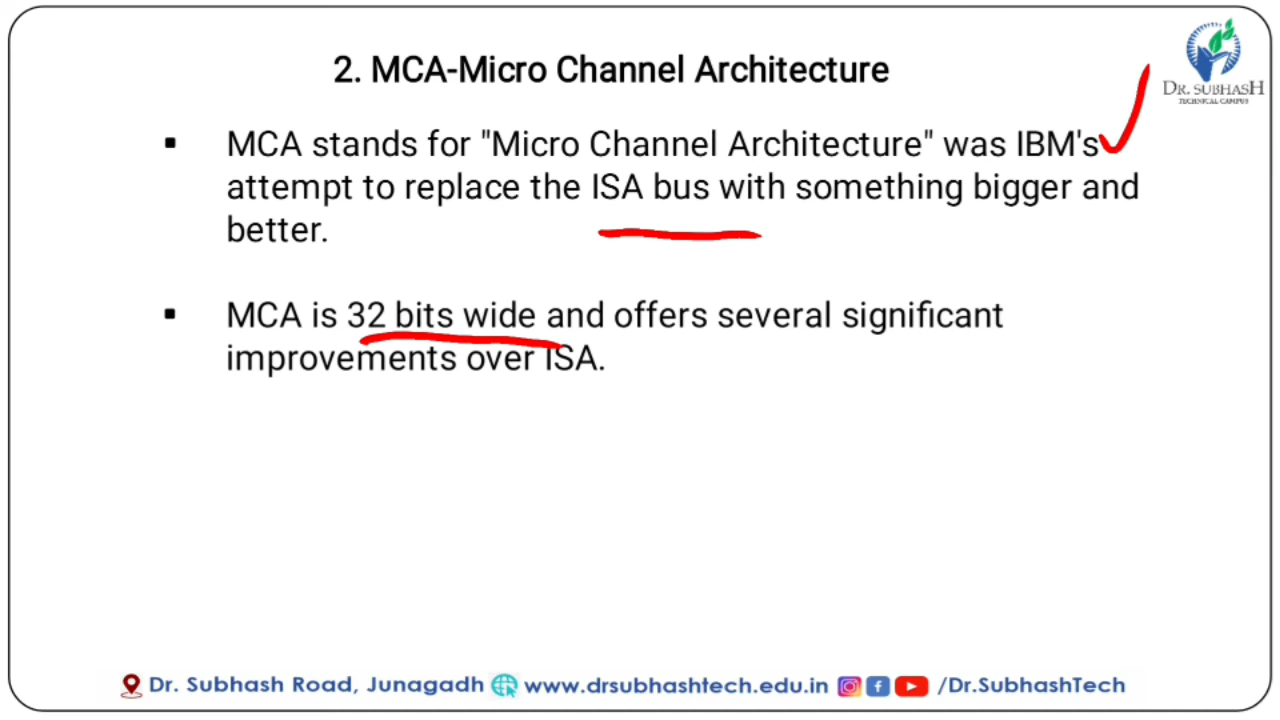 2. MCA-Micro Channel Architecture
DR. SUBHASH
TECHNICAL CAMPUS
▪ MCA stands for "Micro Channel Architecture" was IBM's
attempt to replace the ISA bus with something bigger and
better.
▪ MCA is 32 bits wide and offers several significant
improvements over ISA.
Dr. Subhash Road, Junagadh www.drsubhashtech.edu.in /Dr.SubhashTech